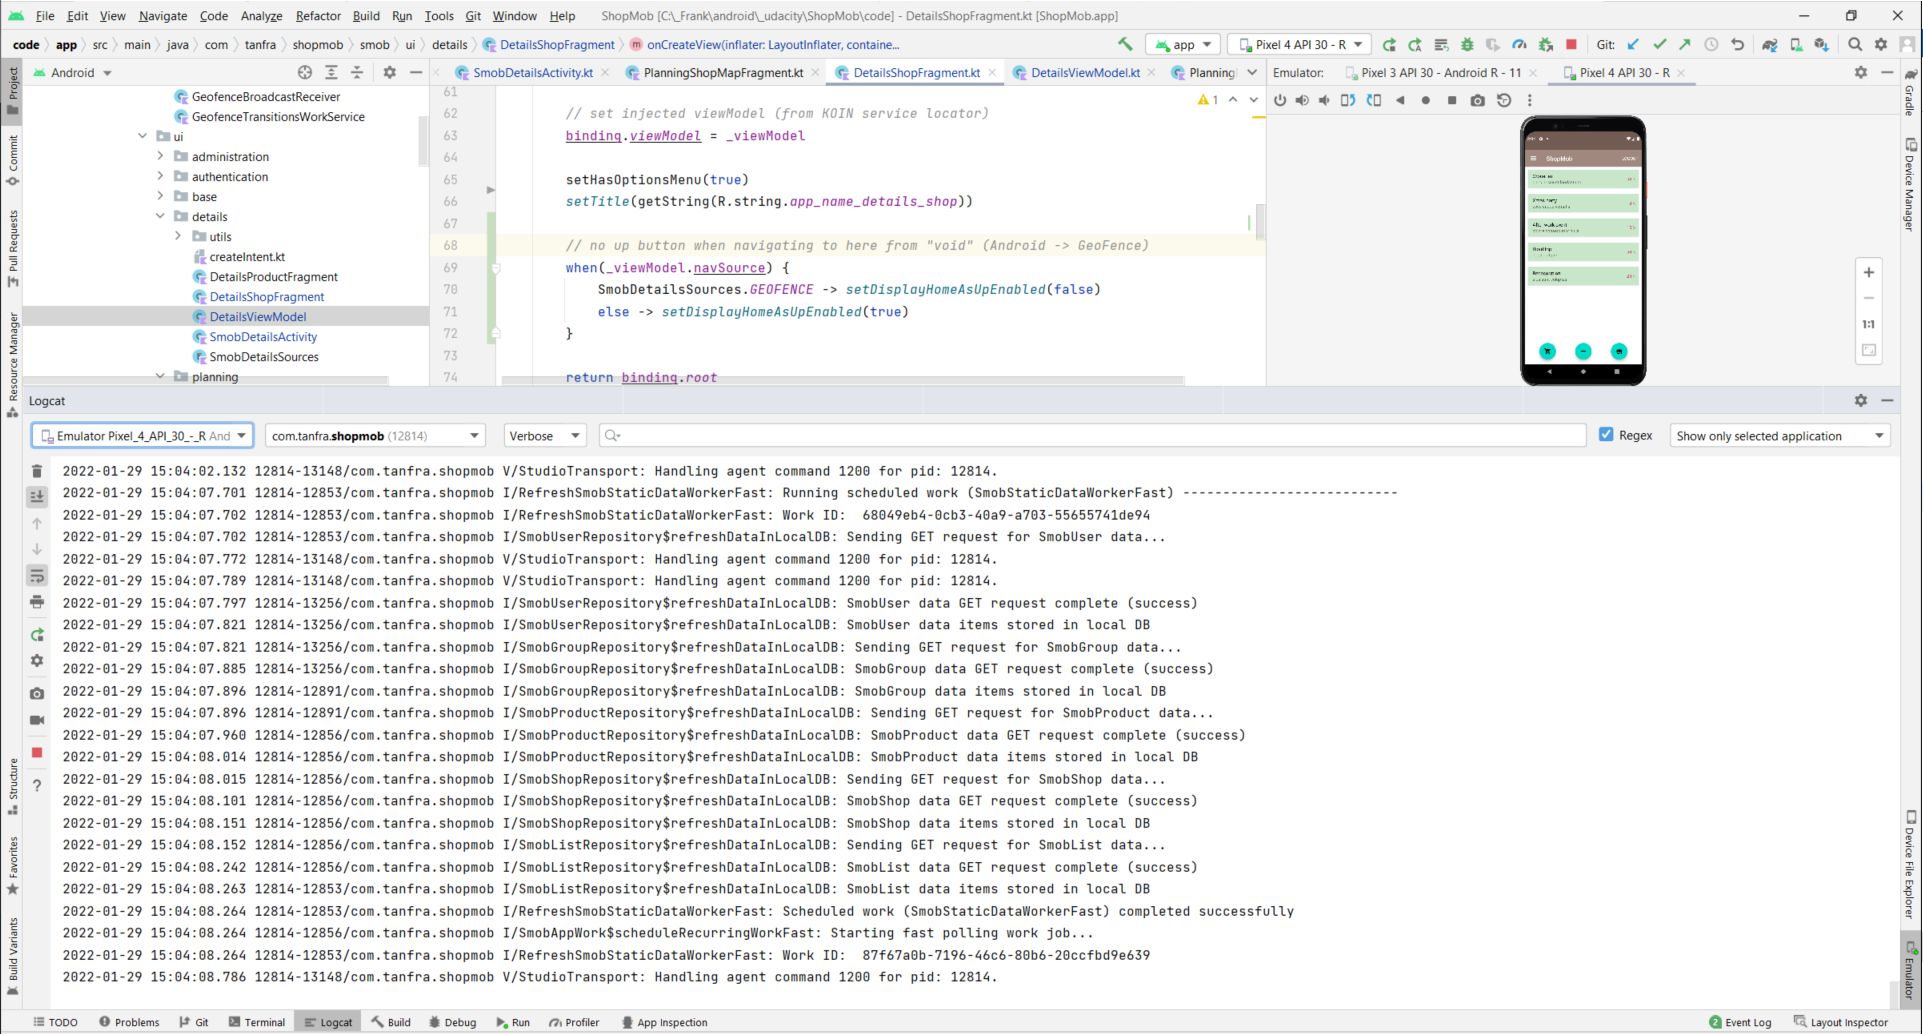 File Edit View Navigate Code Analyze Refactor Build Run Tools Git Window Help ShopMob [C:\_Frank\android\_udacity\ShopMob\code] - DetailsShopFragment.kt [ShopMob.app]
code app src main java com tanfra shopmob smob ui details DetailsShopFragment onCreateView(inflater: LayoutInflater, containe... app Pixel 4 API 30 - R Git:
Android
SmobDetailsActivity.kt PlanningShopMapFragment.kt DetailsShopFragment.kt DetailsViewModel.kt Planning
Emulator: Pixel 3 API 30 - Android R - 11 Pixel 4 API 30 - R
Project
Commit
Pull Requests
Resource Manager
Structure
Favorites
Build Variants
GeofenceBroadcastReceiver
GeofenceTransitionsWorkService
ui
administration
authentication
base
details
utils
createIntent.kt
DetailsProductFragment
DetailsShopFragment
DetailsViewModel
SmobDetailsActivity
SmobDetailsSources
planning
61
62 // set injected viewModel (from KOIN service locator)
63 binding.viewModel = _viewModel
64
65 setHasOptionsMenu(true)
66 setTitle(getString(R.string.app_name_details_shop))
67
68 // no up button when navigating to here from "void" (Android -> GeoFence)
69 when(_viewModel.navSource) {
70 SmobDetailsSources.GEOFENCE -> setDisplayHomeAsUpEnabled(false)
71 else -> setDisplayHomeAsUpEnabled(true)
72 }
73
74 return binding.root
1
ShopMob
1:1
Gradle
Device Manager
Device File Explorer
Emulator
Logcat
Emulator Pixel_4_API_30_-_R And com.tanfra.shopmob (12814) Verbose Regex Show only selected application
2022-01-29 15:04:02.132 12814-13148/com.tanfra.shopmob V/StudioTransport: Handling agent command 1200 for pid: 12814.
2022-01-29 15:04:07.701 12814-12853/com.tanfra.shopmob I/RefreshSmobStaticDataWorkerFast: Running scheduled work (SmobStaticDataWorkerFast) ---------------------------
2022-01-29 15:04:07.702 12814-12853/com.tanfra.shopmob I/RefreshSmobStaticDataWorkerFast: Work ID:  68049eb4-0cb3-40a9-a703-55655741de94
2022-01-29 15:04:07.702 12814-12853/com.tanfra.shopmob I/SmobUserRepository$refreshDataInLocalDB: Sending GET request for SmobUser data...
2022-01-29 15:04:07.772 12814-13148/com.tanfra.shopmob V/StudioTransport: Handling agent command 1200 for pid: 12814.
2022-01-29 15:04:07.789 12814-13148/com.tanfra.shopmob V/StudioTransport: Handling agent command 1200 for pid: 12814.
2022-01-29 15:04:07.797 12814-13256/com.tanfra.shopmob I/SmobUserRepository$refreshDataInLocalDB: SmobUser data GET request complete (success)
2022-01-29 15:04:07.821 12814-13256/com.tanfra.shopmob I/SmobUserRepository$refreshDataInLocalDB: SmobUser data items stored in local DB
2022-01-29 15:04:07.821 12814-13256/com.tanfra.shopmob I/SmobGroupRepository$refreshDataInLocalDB: Sending GET request for SmobGroup data...
2022-01-29 15:04:07.885 12814-13256/com.tanfra.shopmob I/SmobGroupRepository$refreshDataInLocalDB: SmobGroup data GET request complete (success)
2022-01-29 15:04:07.896 12814-12891/com.tanfra.shopmob I/SmobGroupRepository$refreshDataInLocalDB: SmobGroup data items stored in local DB
2022-01-29 15:04:07.896 12814-12891/com.tanfra.shopmob I/SmobProductRepository$refreshDataInLocalDB: Sending GET request for SmobProduct data...
2022-01-29 15:04:07.960 12814-12856/com.tanfra.shopmob I/SmobProductRepository$refreshDataInLocalDB: SmobProduct data GET request complete (success)
2022-01-29 15:04:08.014 12814-12856/com.tanfra.shopmob I/SmobProductRepository$refreshDataInLocalDB: SmobProduct data items stored in local DB
2022-01-29 15:04:08.015 12814-12856/com.tanfra.shopmob I/SmobShopRepository$refreshDataInLocalDB: Sending GET request for SmobShop data...
2022-01-29 15:04:08.101 12814-12856/com.tanfra.shopmob I/SmobShopRepository$refreshDataInLocalDB: SmobShop data GET request complete (success)
2022-01-29 15:04:08.151 12814-12856/com.tanfra.shopmob I/SmobShopRepository$refreshDataInLocalDB: SmobShop data items stored in local DB
2022-01-29 15:04:08.152 12814-12856/com.tanfra.shopmob I/SmobListRepository$refreshDataInLocalDB: Sending GET request for SmobList data...
2022-01-29 15:04:08.242 12814-12856/com.tanfra.shopmob I/SmobListRepository$refreshDataInLocalDB: SmobList data GET request complete (success)
2022-01-29 15:04:08.263 12814-12853/com.tanfra.shopmob I/SmobListRepository$refreshDataInLocalDB: SmobList data items stored in local DB
2022-01-29 15:04:08.264 12814-12853/com.tanfra.shopmob I/RefreshSmobStaticDataWorkerFast: Scheduled work (SmobStaticDataWorkerFast) completed successfully
2022-01-29 15:04:08.264 12814-12856/com.tanfra.shopmob I/SmobAppWork$scheduleRecurringWorkFast: Starting fast polling work job...
2022-01-29 15:04:08.264 12814-12853/com.tanfra.shopmob I/RefreshSmobStaticDataWorkerFast: Work ID:  87f67a0b-7196-46c6-80b6-20ccfbd9e639
2022-01-29 15:04:08.786 12814-13148/com.tanfra.shopmob V/StudioTransport: Handling agent command 1200 for pid: 12814.
TODO Problems Git Terminal Logcat Build Debug Run Profiler App Inspection 2 Event Log Layout Inspector